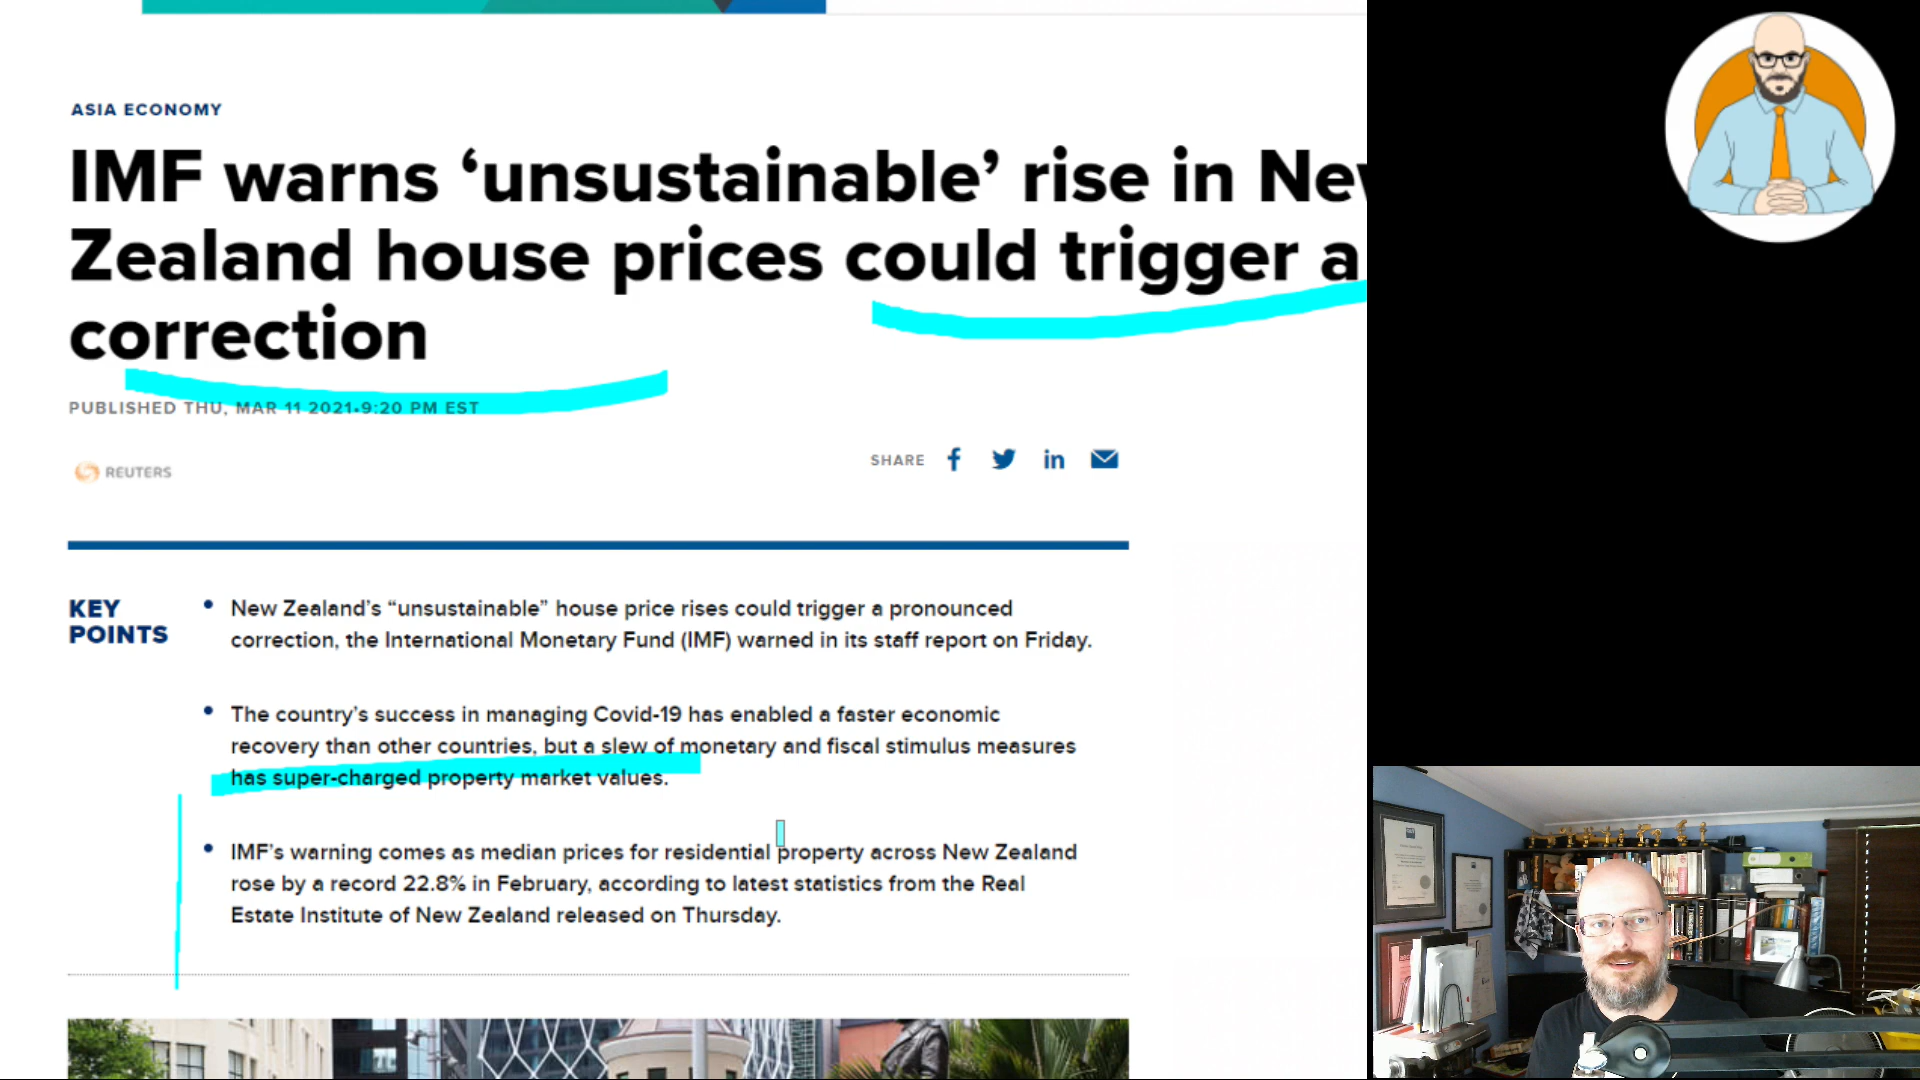 ASIA ECONOMY
IMF warns ‘unsustainable’ rise in New
Zealand house prices could trigger a
correction
PUBLISHED THU, MAR 11 2021•9:20 PM EST
REUTERS
SHARE
KEY
POINTS
New Zealand’s “unsustainable” house price rises could trigger a pronounced
correction, the International Monetary Fund (IMF) warned in its staff report on Friday.
The country’s success in managing Covid-19 has enabled a faster economic
recovery than other countries, but a slew of monetary and fiscal stimulus measures
has super-charged property market values.
IMF’s warning comes as median prices for residential property across New Zealand
rose by a record 22.8% in February, according to latest statistics from the Real
Estate Institute of New Zealand released on Thursday.